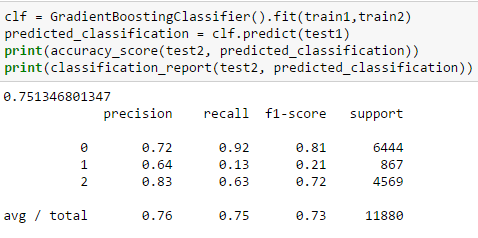 clf = GradientBoostingClassifier().fit(train1,train2)
predicted_classification = clf.predict(test1)
print(accuracy_score(test2, predicted_classification))
print(classification_report(test2, predicted_classification))
0.751346801347
precision recall f1-score support
0 0.72 0.92 0.81 6444
1 0.64 0.13 0.21 867
2 0.83 0.63 0.72 4569
avg / total 0.76 0.75 0.73 11880